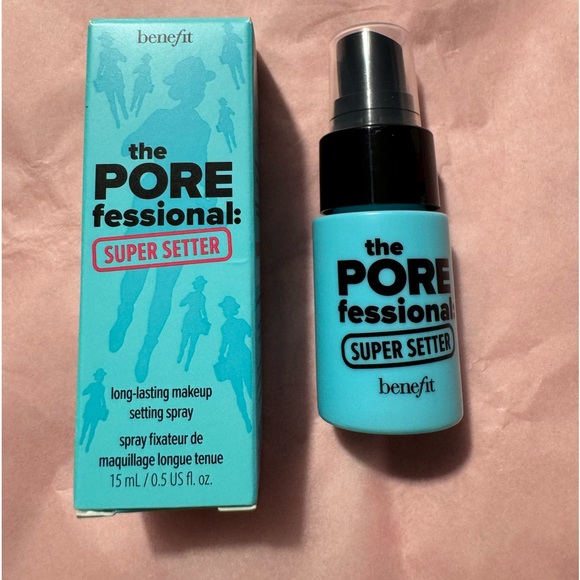 benefit
the
PORE
fessional:
SUPER SETTER
long-lasting makeup
setting spray
spray fixateur de
maquillage longue tenue
15 mL / 0.5 US fl. oz.
the
PORE
fessional:
SUPER SETTER
benefit